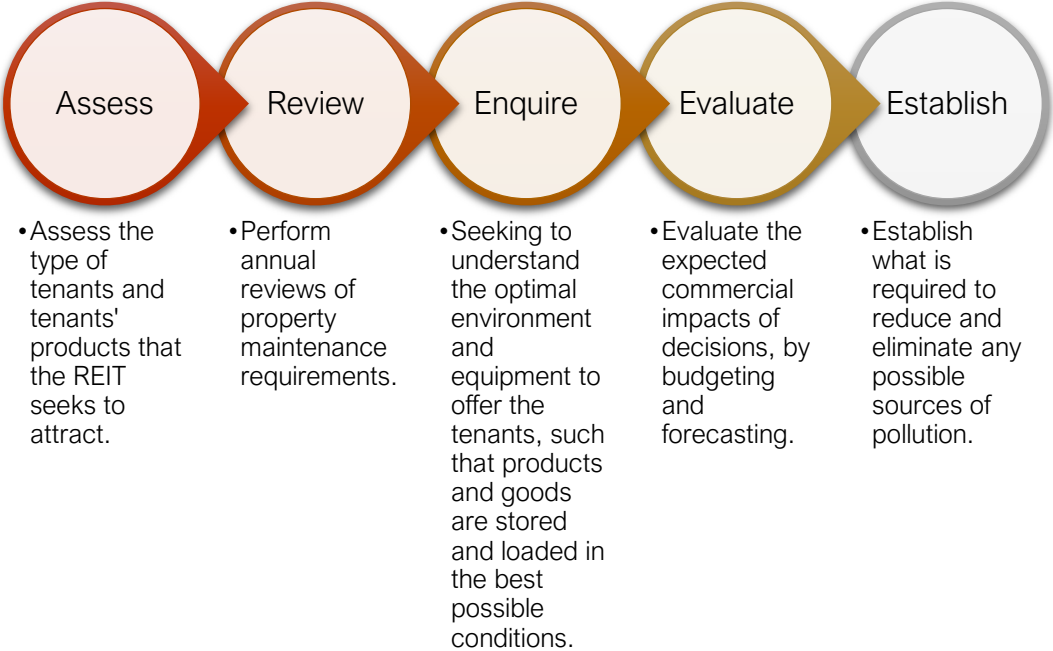 Assess
Review
Enquire
Evaluate
Establish
•Assess the
type of
tenants and
tenants'
products that
the REIT
seeks to
attract.
•Perform
annual
reviews of
property
maintenance
requirements.
•Seeking to
understand
the optimal
environment
and
equipment to
offer the
tenants, such
that products
and goods
are stored
and loaded in
the best
possible
conditions.
•Evaluate the
expected
commercial
impacts of
decisions, by
budgeting
and
forecasting.
•Establish
what is
required to
reduce and
eliminate any
possible
sources of
pollution.